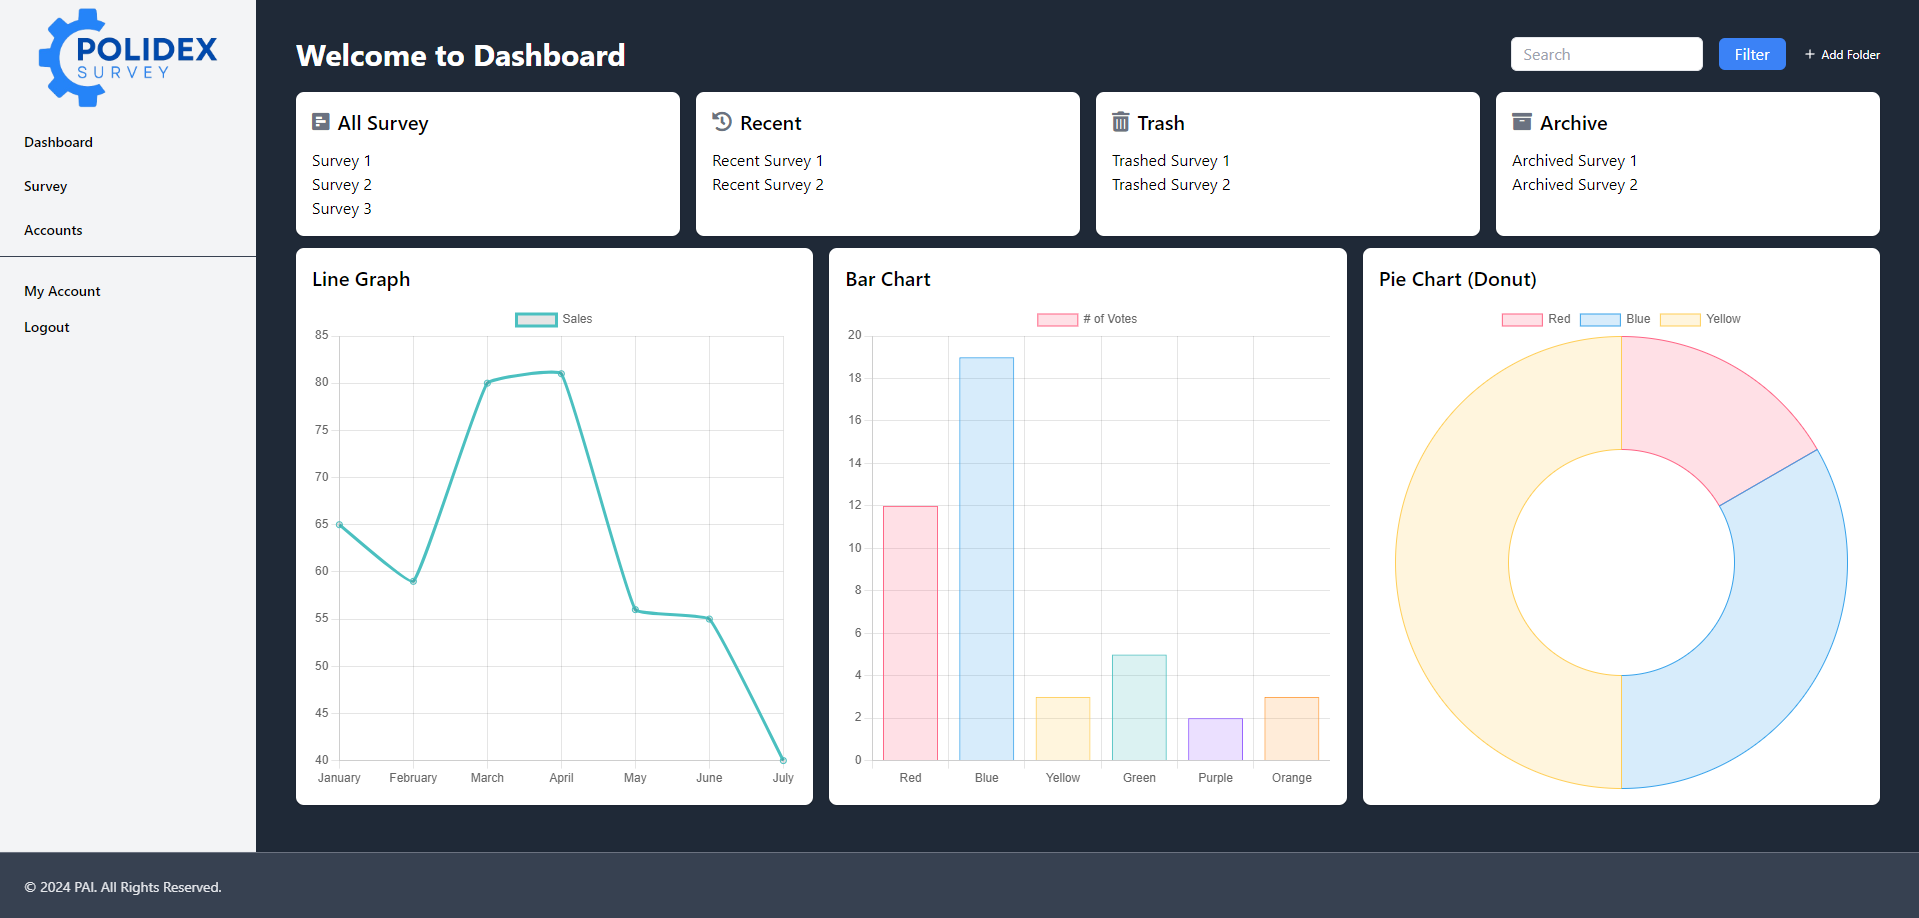 POLIDEX
SURVEY
Dashboard
Survey
Accounts
My Account
Logout
Welcome to Dashboard
Search
Filter
+ Add Folder
All Survey
Survey 1
Survey 2
Survey 3
Recent
Recent Survey 1
Recent Survey 2
Trash
Trashed Survey 1
Trashed Survey 2
Archive
Archived Survey 1
Archived Survey 2
Line Graph
Sales
85
80
75
70
65
60
55
50
45
40
January February March April May June July
Bar Chart
# of Votes
20
18
16
14
12
10
8
6
4
2
0
Red Blue Yellow Green Purple Orange
Pie Chart (Donut)
Red Blue Yellow
© 2024 PAI. All Rights Reserved.